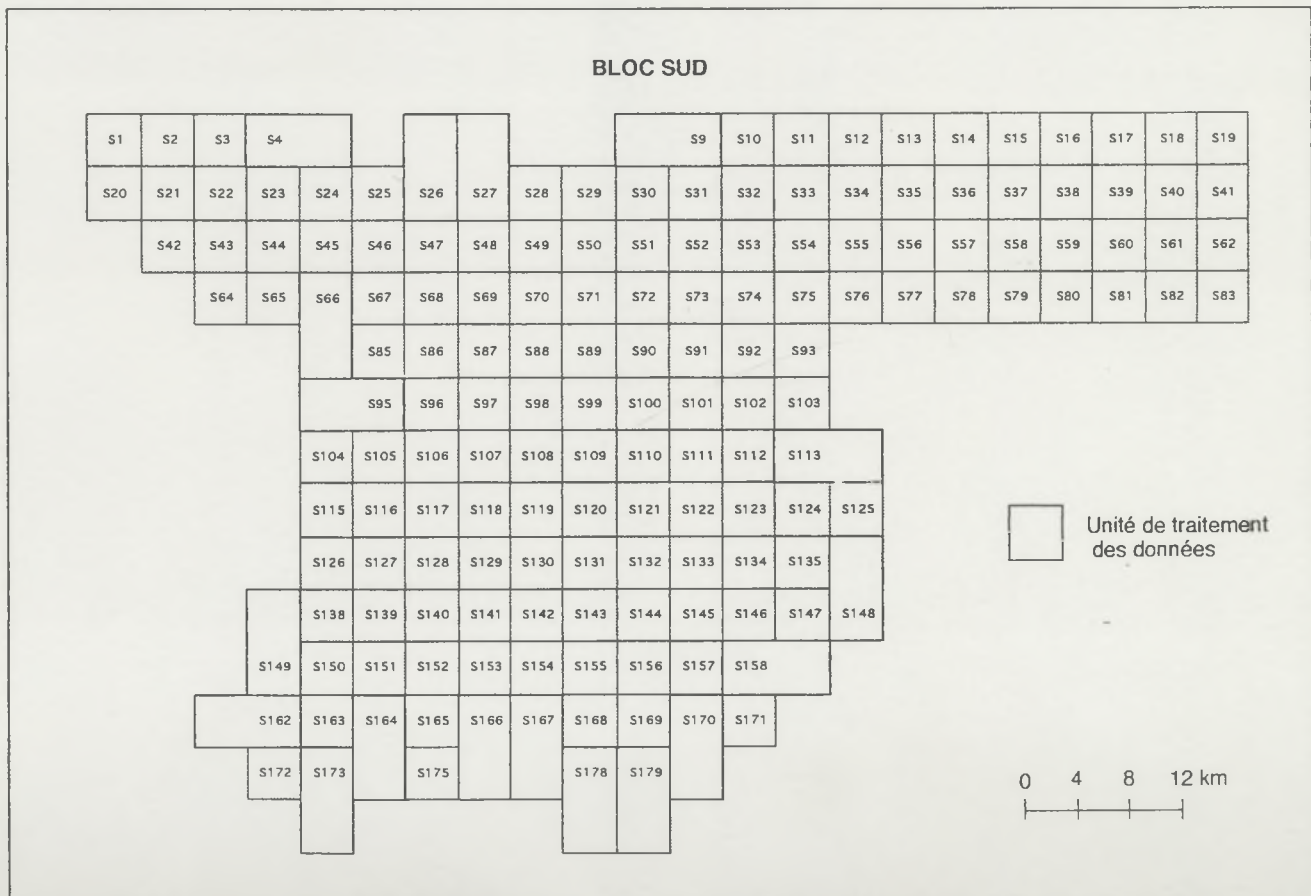 BLOC SUD
S1 S2 S3 S4 S9 S10 S11 S12 S13 S14 S15 S16 S17 S18 S19
S20 S21 S22 S23 S24 S25 S26 S27 S28 S29 S30 S31 S32 S33 S34 S35 S36 S37 S38 S39 S40 S41
S42 S43 S44 S45 S46 S47 S48 S49 S50 S51 S52 S53 S54 S55 S56 S57 S58 S59 S60 S61 S62
S64 S65 S66 S67 S68 S69 S70 S71 S72 S73 S74 S75 S76 S77 S78 S79 S80 S81 S82 S83
S85 S86 S87 S88 S89 S90 S91 S92 S93
S95 S96 S97 S98 S99 S100 S101 S102 S103
S104 S105 S106 S107 S108 S109 S110 S111 S112 S113
S115 S116 S117 S118 S119 S120 S121 S122 S123 S124 S125
S126 S127 S128 S129 S130 S131 S132 S133 S134 S135
S138 S139 S140 S141 S142 S143 S144 S145 S146 S147 S148
S149 S150 S151 S152 S153 S154 S155 S156 S157 S158
S162 S163 S164 S165 S166 S167 S168 S169 S170 S171
S172 S173 S175 S178 S179
Unité de traitement
des données
0 4 8 12 km